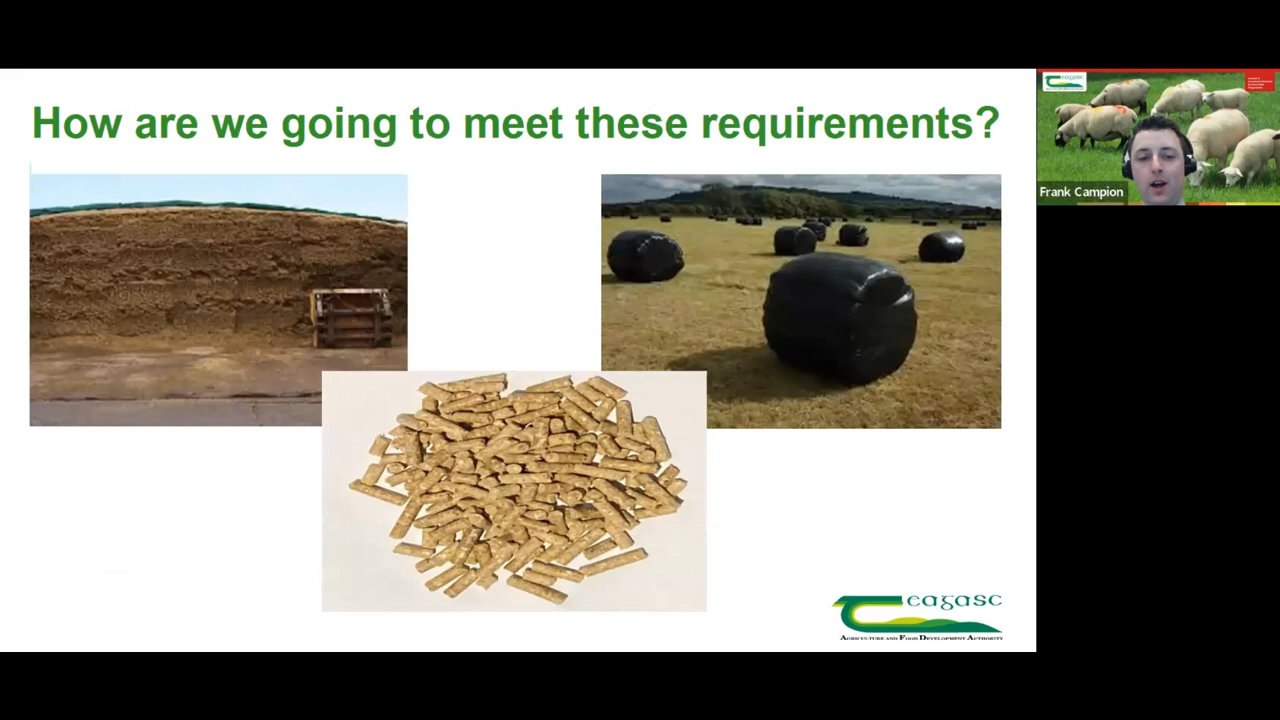 How are we going to meet these requirements?
Frank Campion
teagasc
AGRICULTURE AND FOOD DEVELOPMENT AUTHORITY